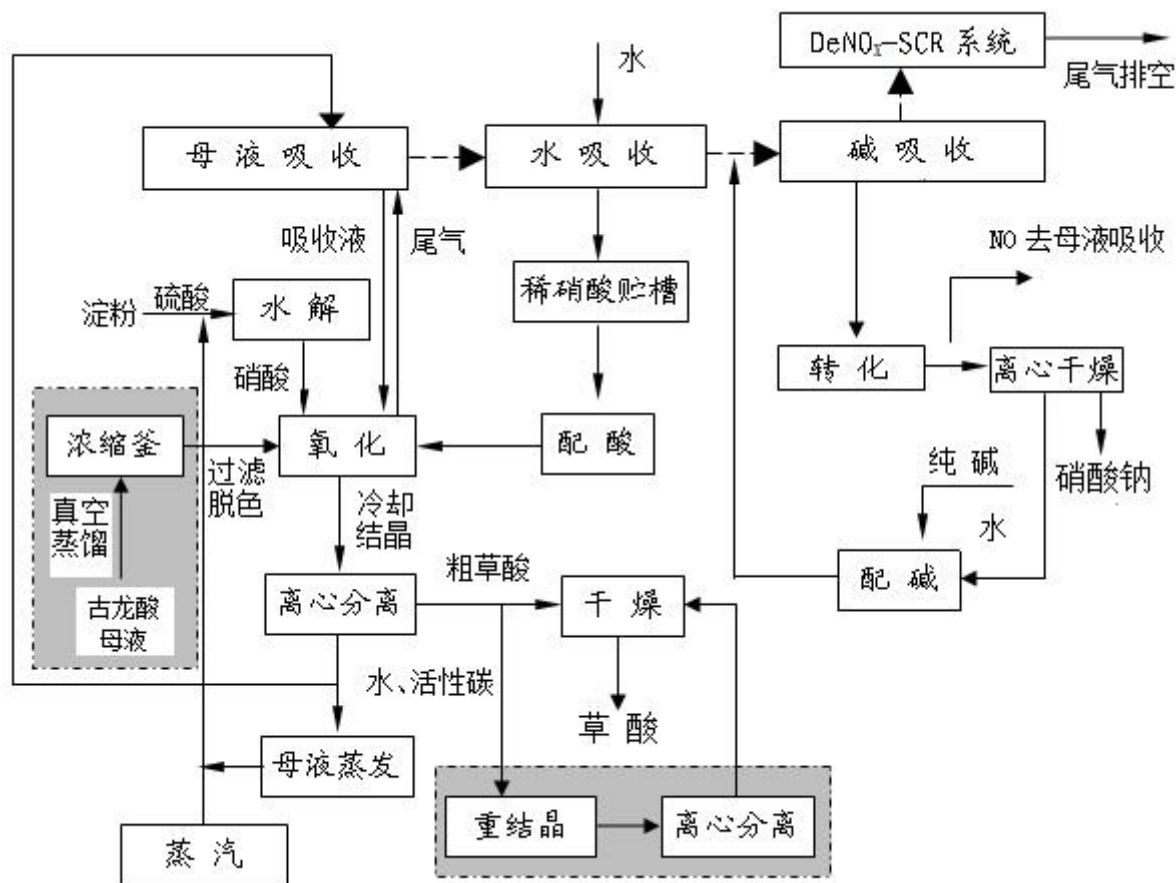 DeNOx-SCR 系统
尾气排空
水
母液吸收
水吸收
碱吸收
吸收液
尾气
NO 去母液吸收
淀粉
硫酸
水解
稀硝酸贮槽
硝酸
转化
离心干燥
浓缩釜
过滤
脱色
氧化
配酸
纯碱
硝酸钠
真空
蒸馏
冷却
结晶
水
粗草酸
配碱
古龙酸
母液
离心分离
干燥
水、活性碳
草酸
母液蒸发
重结晶
离心分离
蒸汽